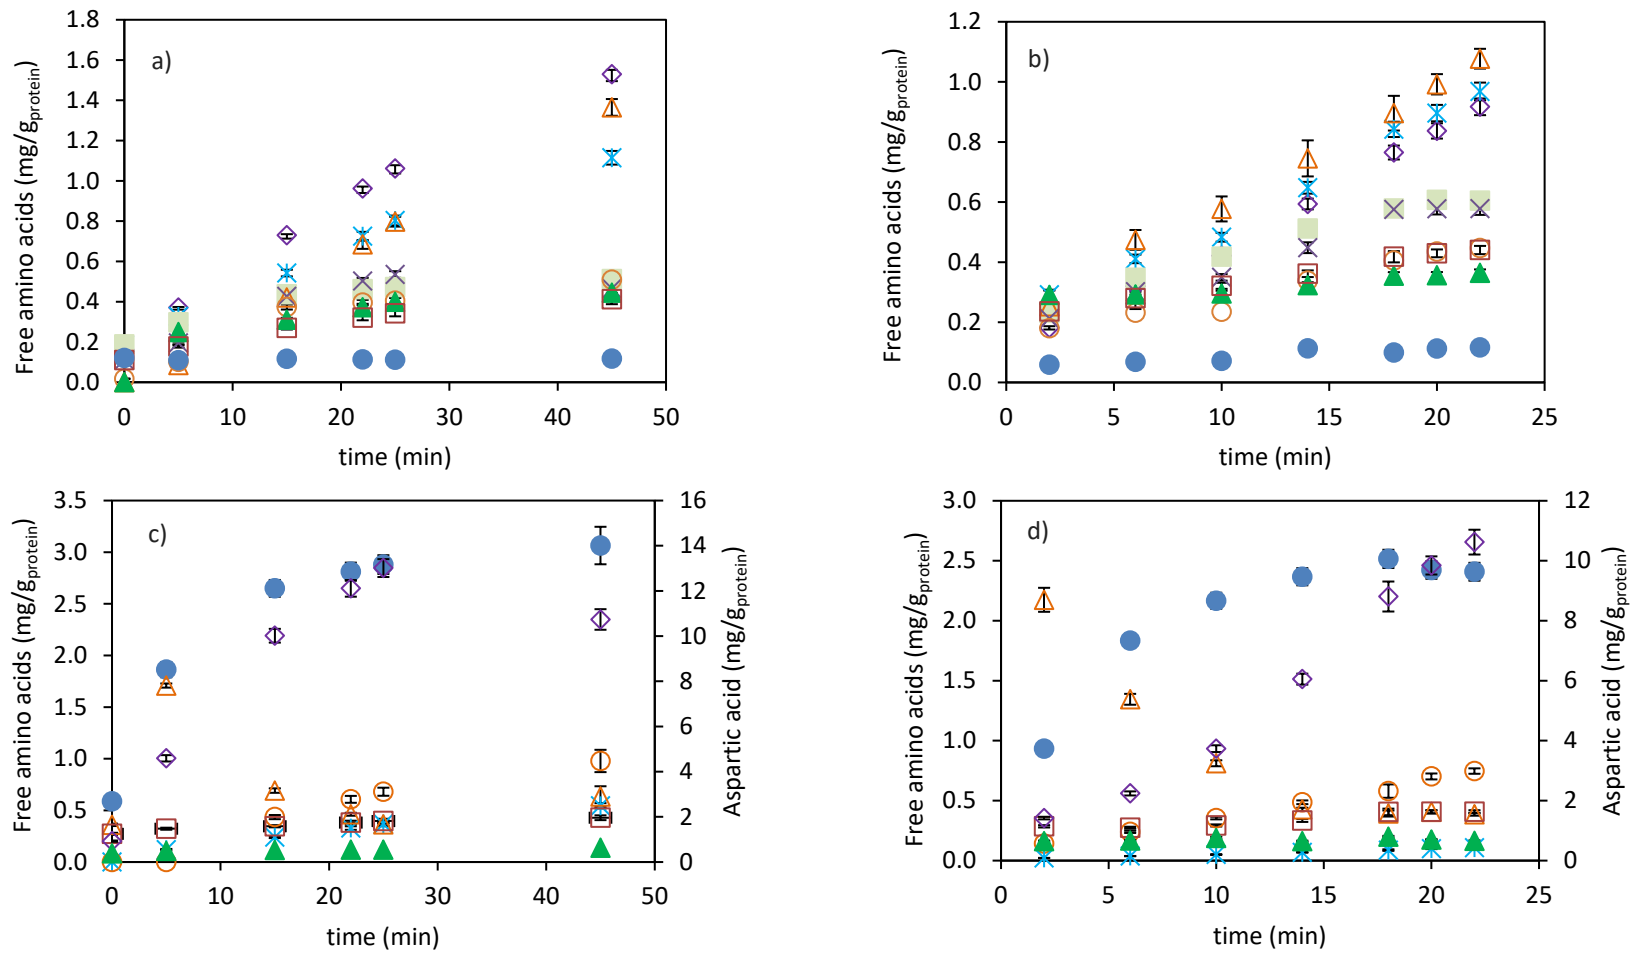 a)
Free amino acids (mg/g_protein)
1.8
1.6
1.4
1.2
1.0
0.8
0.6
0.4
0.2
0.0
0 10 20 30 40 50
time (min)
b)
Free amino acids (mg/g_protein)
1.2
1.0
0.8
0.6
0.4
0.2
0.0
0 5 10 15 20 25
time (min)
c)
Free amino acids (mg/g_protein)
3.5
3.0
2.5
2.0
1.5
1.0
0.5
0.0
0 10 20 30 40 50
time (min)
16
14
12
10
8
6
4
2
0
Aspartic acid (mg/g_protein)
d)
Free amino acids (mg/g_protein)
3.0
2.5
2.0
1.5
1.0
0.5
0.0
0 5 10 15 20 25
time (min)
12
10
8
6
4
2
0
Aspartic acid (mg/g_protein)